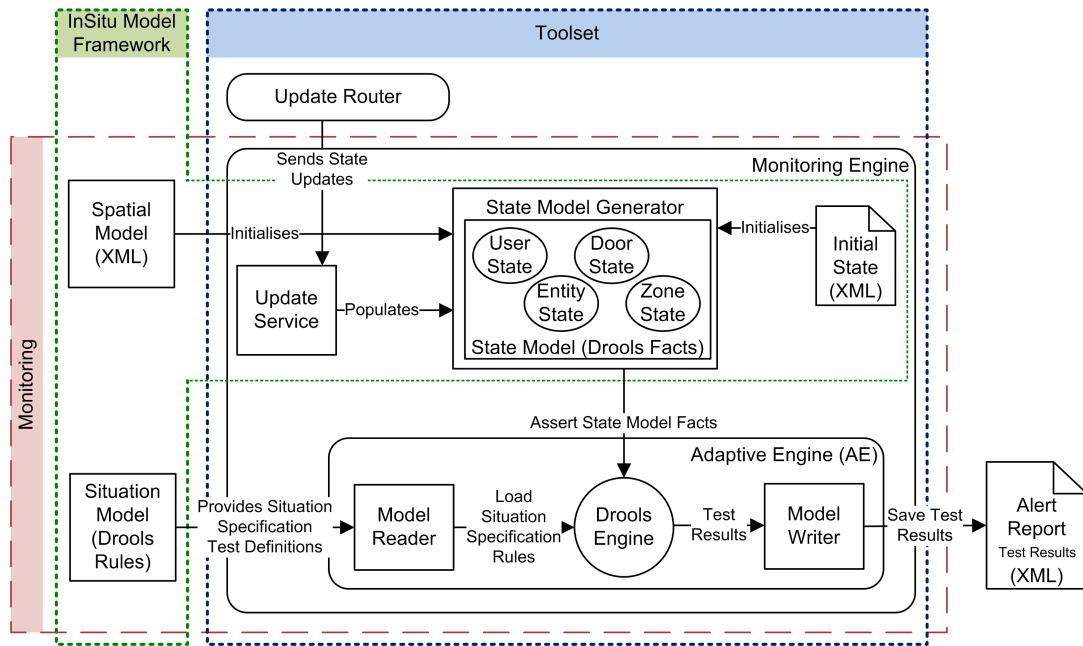 InSitu Model
Framework
Toolset
Update Router
Sends State
Updates
Monitoring Engine
Spatial
Model
(XML)
Initialises
State Model Generator
User
State
Door
State
Entity
State
Zone
State
State Model (Drools Facts)
Initialises
Initial
State
(XML)
Update
Service
Populates
Monitoring
Assert State Model Facts
Adaptive Engine (AE)
Situation
Model
(Drools
Rules)
Provides Situation
Specification
Test Definitions
Model
Reader
Load
Situation
Specification
Rules
Drools
Engine
Test
Results
Model
Writer
Save Test
Results
Alert
Report
Test Results
(XML)